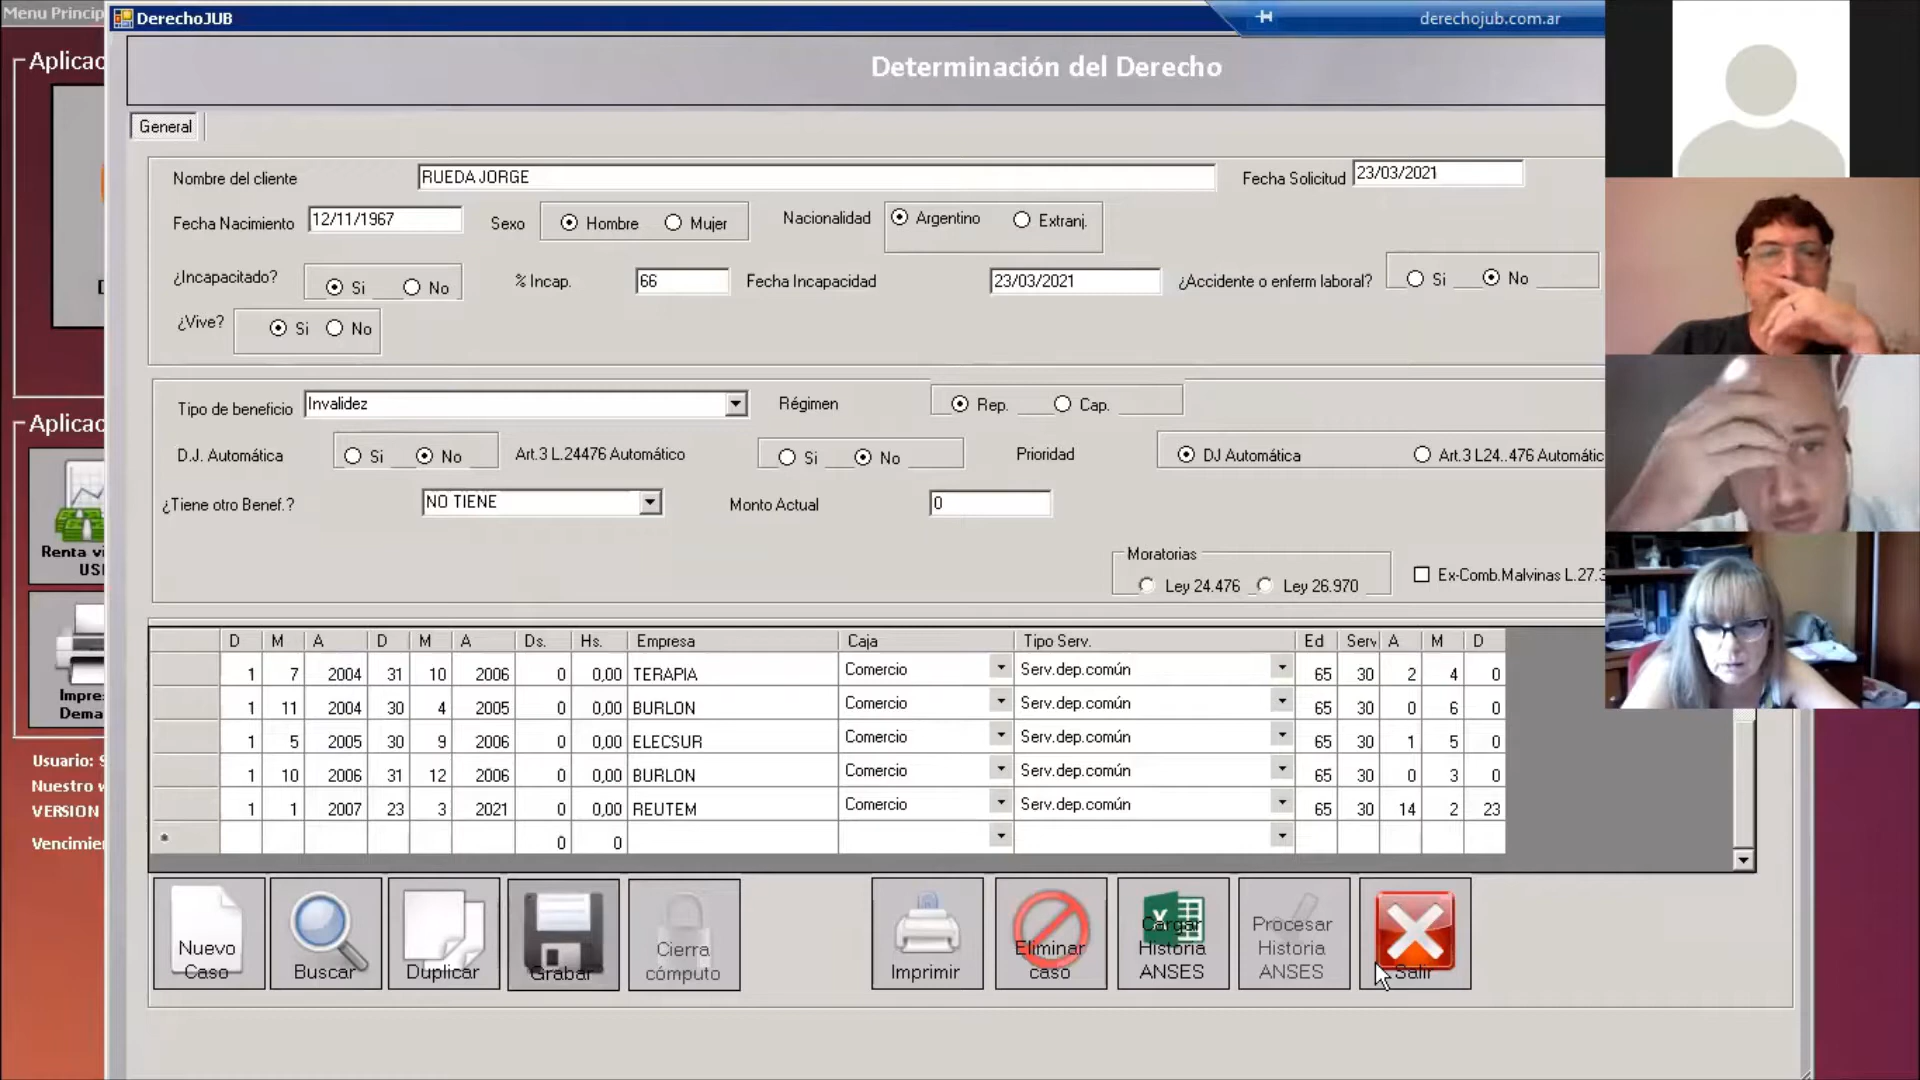 Menu Princip
DerechoJUB
derechojub.com.ar
Determinación del Derecho
Aplicac
General
Nombre del cliente RUEDA JORGE Fecha Solicitud 23/03/2021
Fecha Nacimiento 12/11/1967 Sexo Hombre Mujer Nacionalidad Argentino Extranj.
¿Incapacitado? Si No % Incap. 66 Fecha Incapacidad 23/03/2021 ¿Accidente o enferm laboral? Si No
¿Vive? Si No
Tipo de beneficio Invalidez Régimen Rep. Cap.
Aplicac
D.J. Automática Si No Art.3 L.24476 Automático Si No Prioridad DJ Automática Art.3 L24..476 Automátic
¿Tiene otro Benef.? NO TIENE Monto Actual 0
Renta vi
US
Moratorias
Ley 24.476 Ley 26.970 Ex-Comb.Malvinas L.27.3
D M A D M A Ds. Hs. Empresa Caja Tipo Serv. Ed Serv A M D
1 7 2004 31 10 2006 0 0,00 TERAPIA Comercio Serv.dep.común 65 30 2 4 0
1 11 2004 30 4 2005 0 0,00 BURLON Comercio Serv.dep.común 65 30 0 6 0
1 5 2005 30 9 2006 0 0,00 ELECSUR Comercio Serv.dep.común 65 30 1 5 0
1 10 2006 31 12 2006 0 0,00 BURLON Comercio Serv.dep.común 65 30 0 3 0
1 1 2007 23 3 2021 0 0,00 REUTEM Comercio Serv.dep.común 65 30 14 2 23
* 0 0
Impre
Dema
Usuario: S
Nuestro w
VERSION
Vencimie
Nuevo Caso
Buscar
Duplicar
Grabar
Cierra cómputo
Imprimir
Eliminar caso
Cargar Historia ANSES
Procesar Historia ANSES
Salir